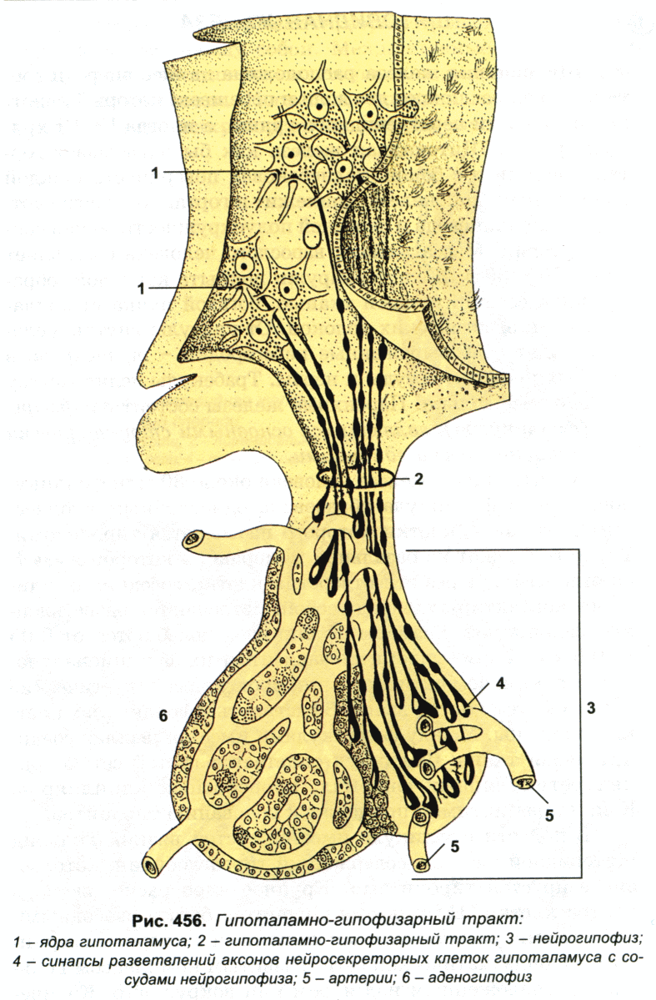 1
1
2
3
4
5
5
6
Рис. 456. Гипоталамно-гипофизарный тракт:
1 – ядра гипоталамуса; 2 – гипоталамно-гипофизарный тракт; 3 – нейрогипофиз;
4 – синапсы разветвлений аксонов нейросекреторных клеток гипоталамуса с со-
судами нейрогипофиза; 5 – артерии; 6 – аденогипофиз